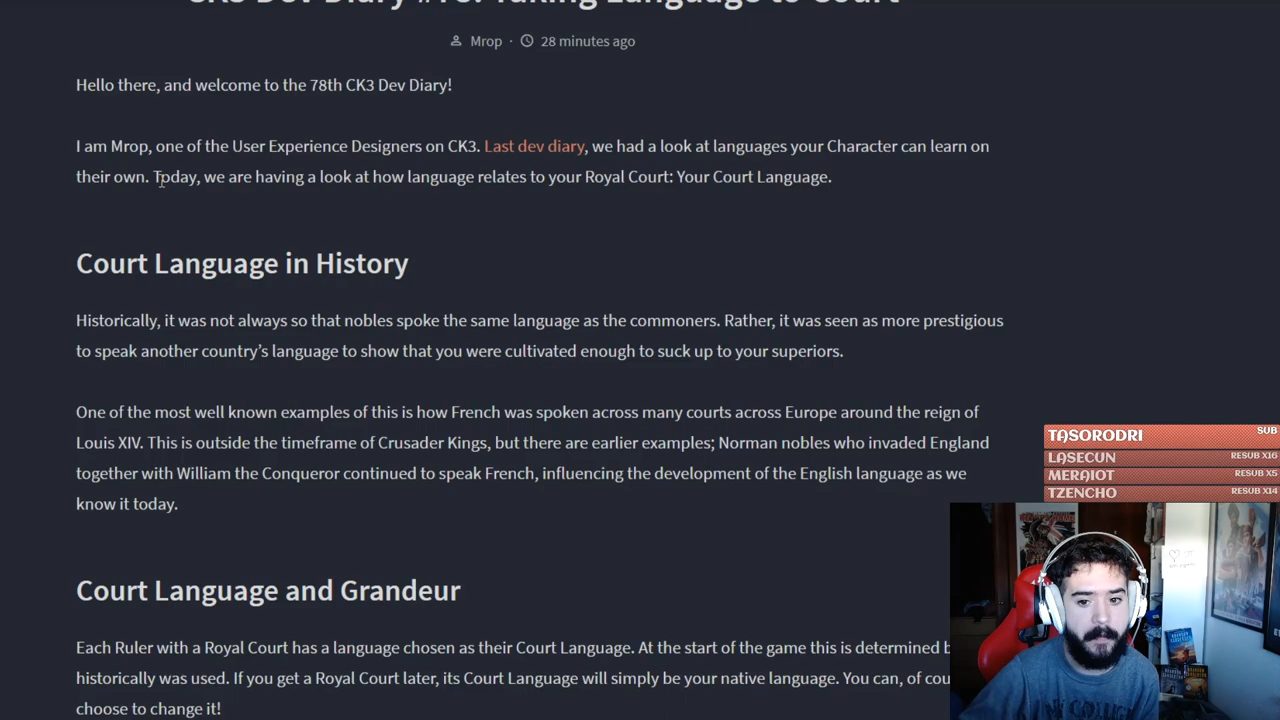 Mrop · 28 minutes ago
Hello there, and welcome to the 78th CK3 Dev Diary!
I am Mrop, one of the User Experience Designers on CK3. Last dev diary, we had a look at languages your Character can learn on
their own. Today, we are having a look at how language relates to your Royal Court: Your Court Language.
Court Language in History
Historically, it was not always so that nobles spoke the same language as the commoners. Rather, it was seen as more prestigious
to speak another country’s language to show that you were cultivated enough to suck up to your superiors.
One of the most well known examples of this is how French was spoken across many courts across Europe around the reign of
Louis XIV. This is outside the timeframe of Crusader Kings, but there are earlier examples; Norman nobles who invaded England
together with William the Conqueror continued to speak French, influencing the development of the English language as we
know it today.
TASORODRI SUB
LASECUN RESUB X16
MERAIOT RESUB X5
TZENCHO RESUB X14
Court Language and Grandeur
Each Ruler with a Royal Court has a language chosen as their Court Language. At the start of the game this is determined
historically was used. If you get a Royal Court later, its Court Language will simply be your native language. You can, of
choose to change it!